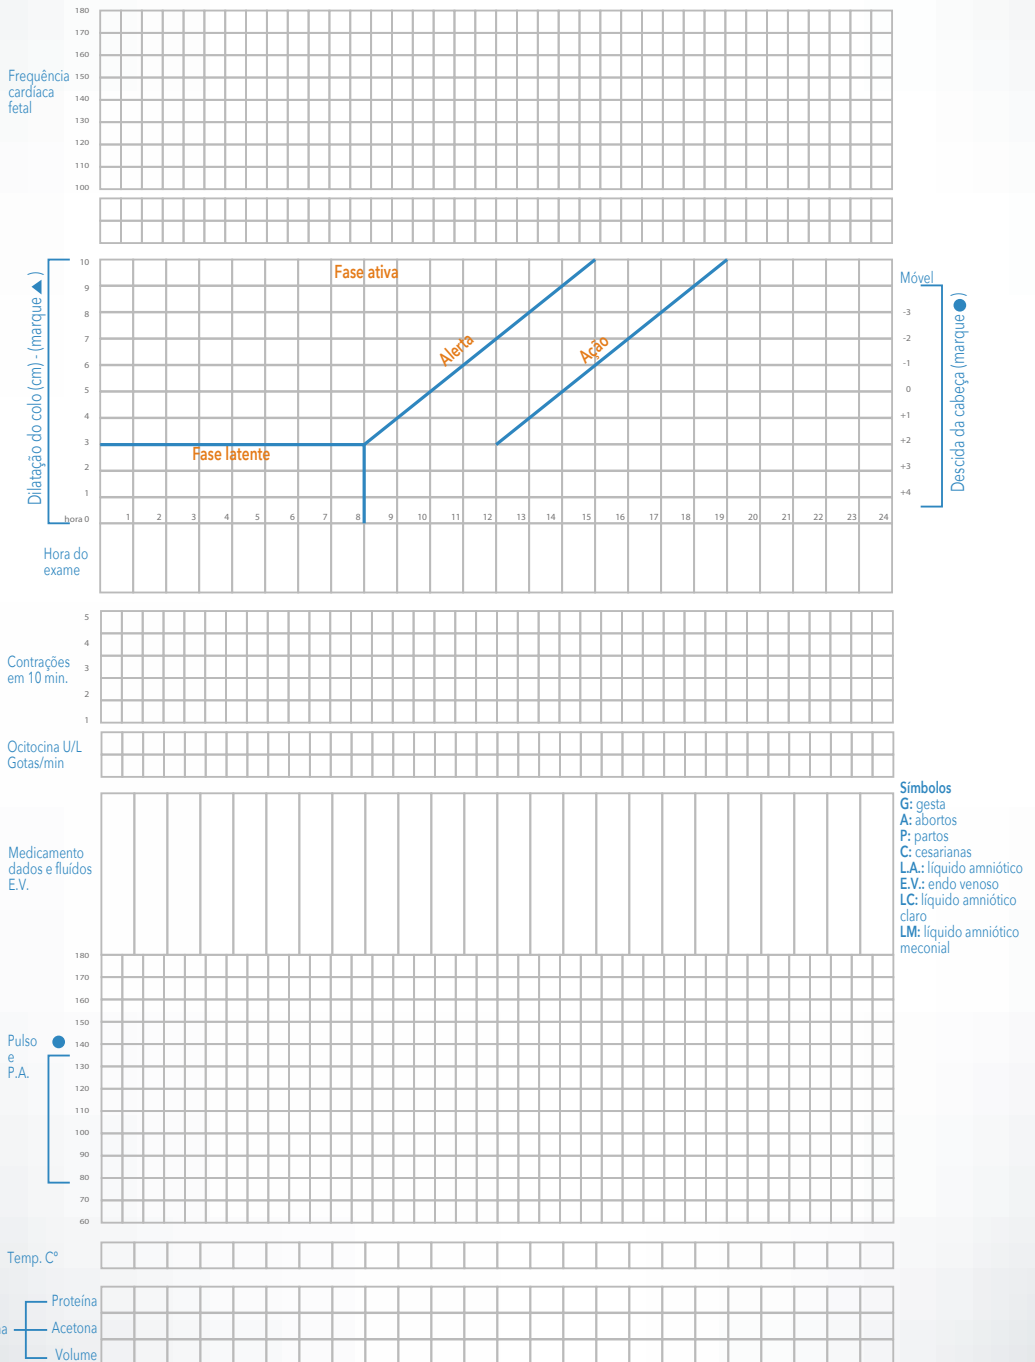 180
170
160
150
140
130
120
110
100
Frequência
cardíaca
fetal
10
9
8
7
6
5
4
3
2
1
hora 0
Dilatação do colo (cm) - (marque ▲ )
Fase ativa
Alerta
Ação
Fase latente
1 2 3 4 5 6 7 8 9 10 11 12 13 14 15 16 17 18 19 20 21 22 23 24
Móvel
-3
-2
-1
0
+1
+2
+3
+4
Descida da cabeça (marque ● )
Hora do
exame
5
4
3
2
1
Contrações
em 10 min.
Ocitocina U/L
Gotas/min
Medicamento
dados e fluídos
E.V.
Símbolos
G: gesta
A: abortos
P: partos
C: cesarianas
L.A.: líquido amniótico
E.V.: endo venoso
LC: líquido amniótico
claro
LM: líquido amniótico
meconial
180
170
160
150
140
130
120
110
100
90
80
70
60
Pulso ●
e
P.A.
Temp. Cº
Proteína
Acetona
Volume